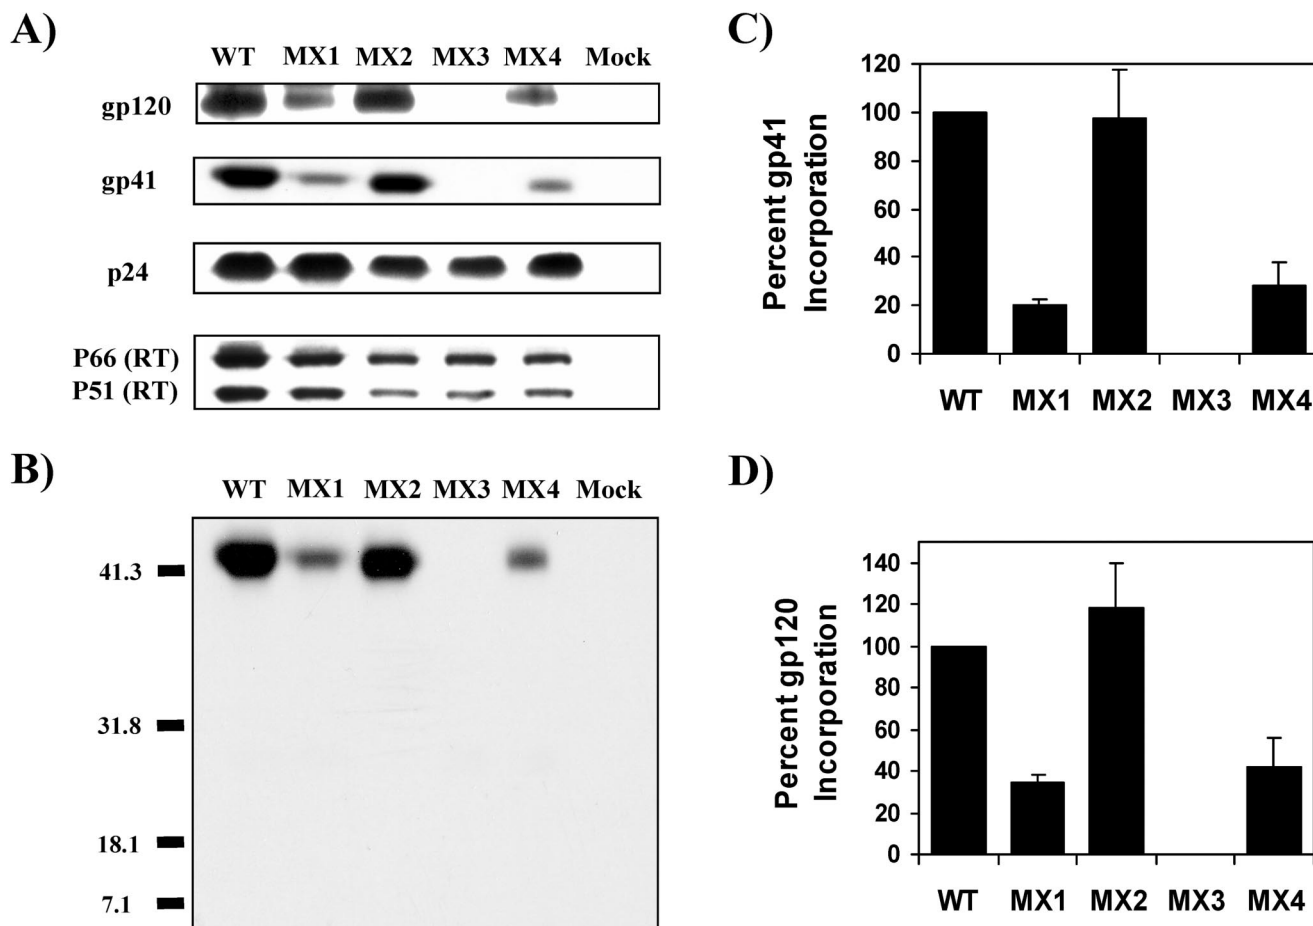 A)
WT MX1 MX2 MX3 MX4 Mock
gp120
gp41
p24
P66 (RT)
P51 (RT)
B)
WT MX1 MX2 MX3 MX4 Mock
41.3
31.8
18.1
7.1
C)
Percent gp41
Incorporation
120
100
80
60
40
20
0
WT MX1 MX2 MX3 MX4
D)
Percent gp120
Incorporation
140
120
100
80
60
40
20
0
WT MX1 MX2 MX3 MX4